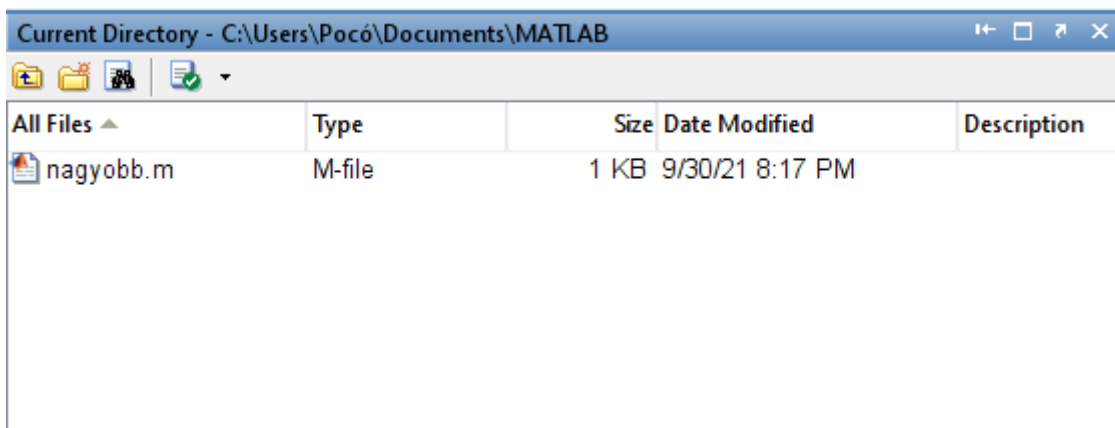 Current Directory - C:\Users\Pocó\Documents\MATLAB
All Files Type Size Date Modified Description
nagyobb.m M-file 1 KB 9/30/21 8:17 PM